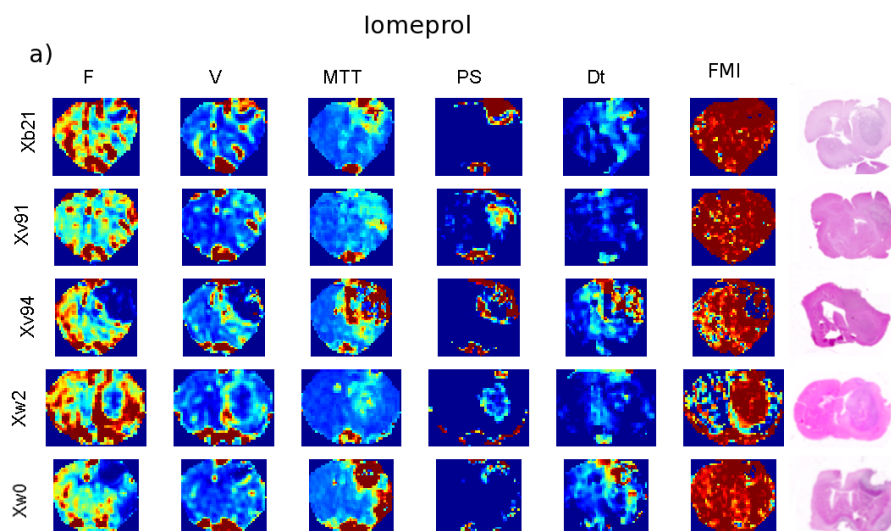 Iomeprol
a)
F V MTT PS Dt FMI
Xb21
Xv91
Xv94
Xw2
Xw0